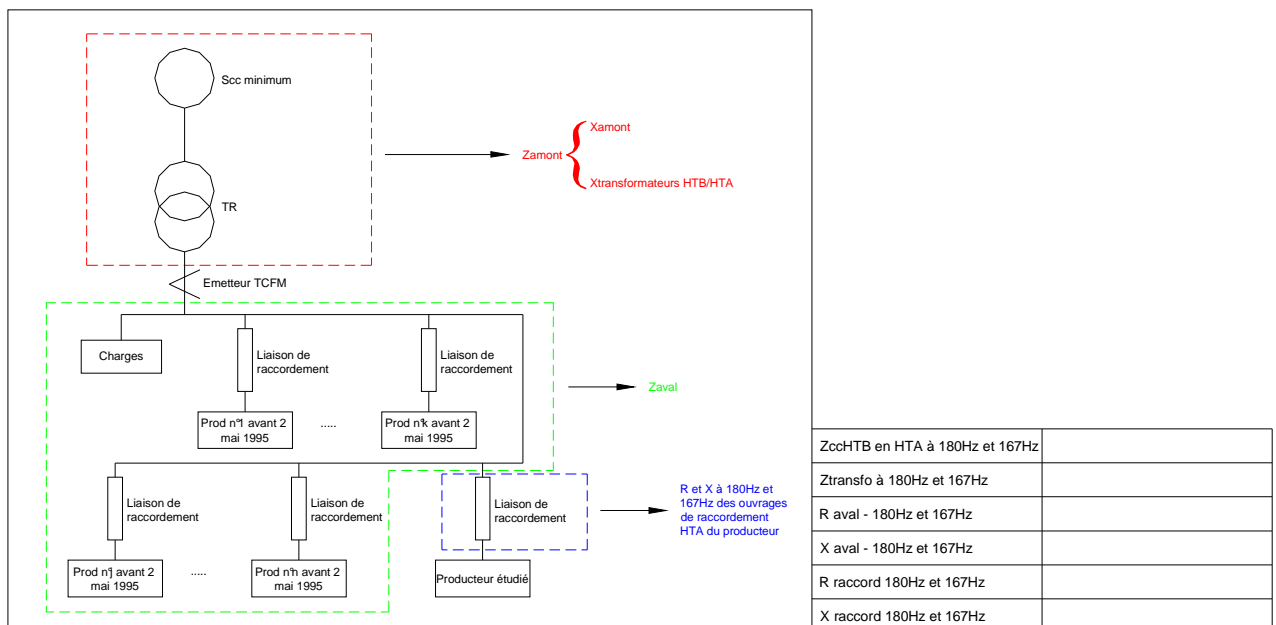 Scc minimum
Xamont
Zamont
Xtransformateurs HTB/HTA
TR
Emetteur TCFM
Charges
Liaison de
raccordement
Liaison de
raccordement
Zaval
Prod n°1 avant 2
mai 1995
.....
Prod n°k avant 2
mai 1995
Liaison de
raccordement
Liaison de
raccordement
Liaison de
raccordement
R et X à 180Hz et
167Hz des ouvrages
de raccordement
HTA du producteur
Prod n°j avant 2
mai 1995
.....
Prod n°n avant 2
mai 1995
Producteur étudié
ZccHTB en HTA à 180Hz et 167Hz
Ztransfo à 180Hz et 167Hz
R aval - 180Hz et 167Hz
X aval - 180Hz et 167Hz
R raccord 180Hz et 167Hz
X raccord 180Hz et 167Hz